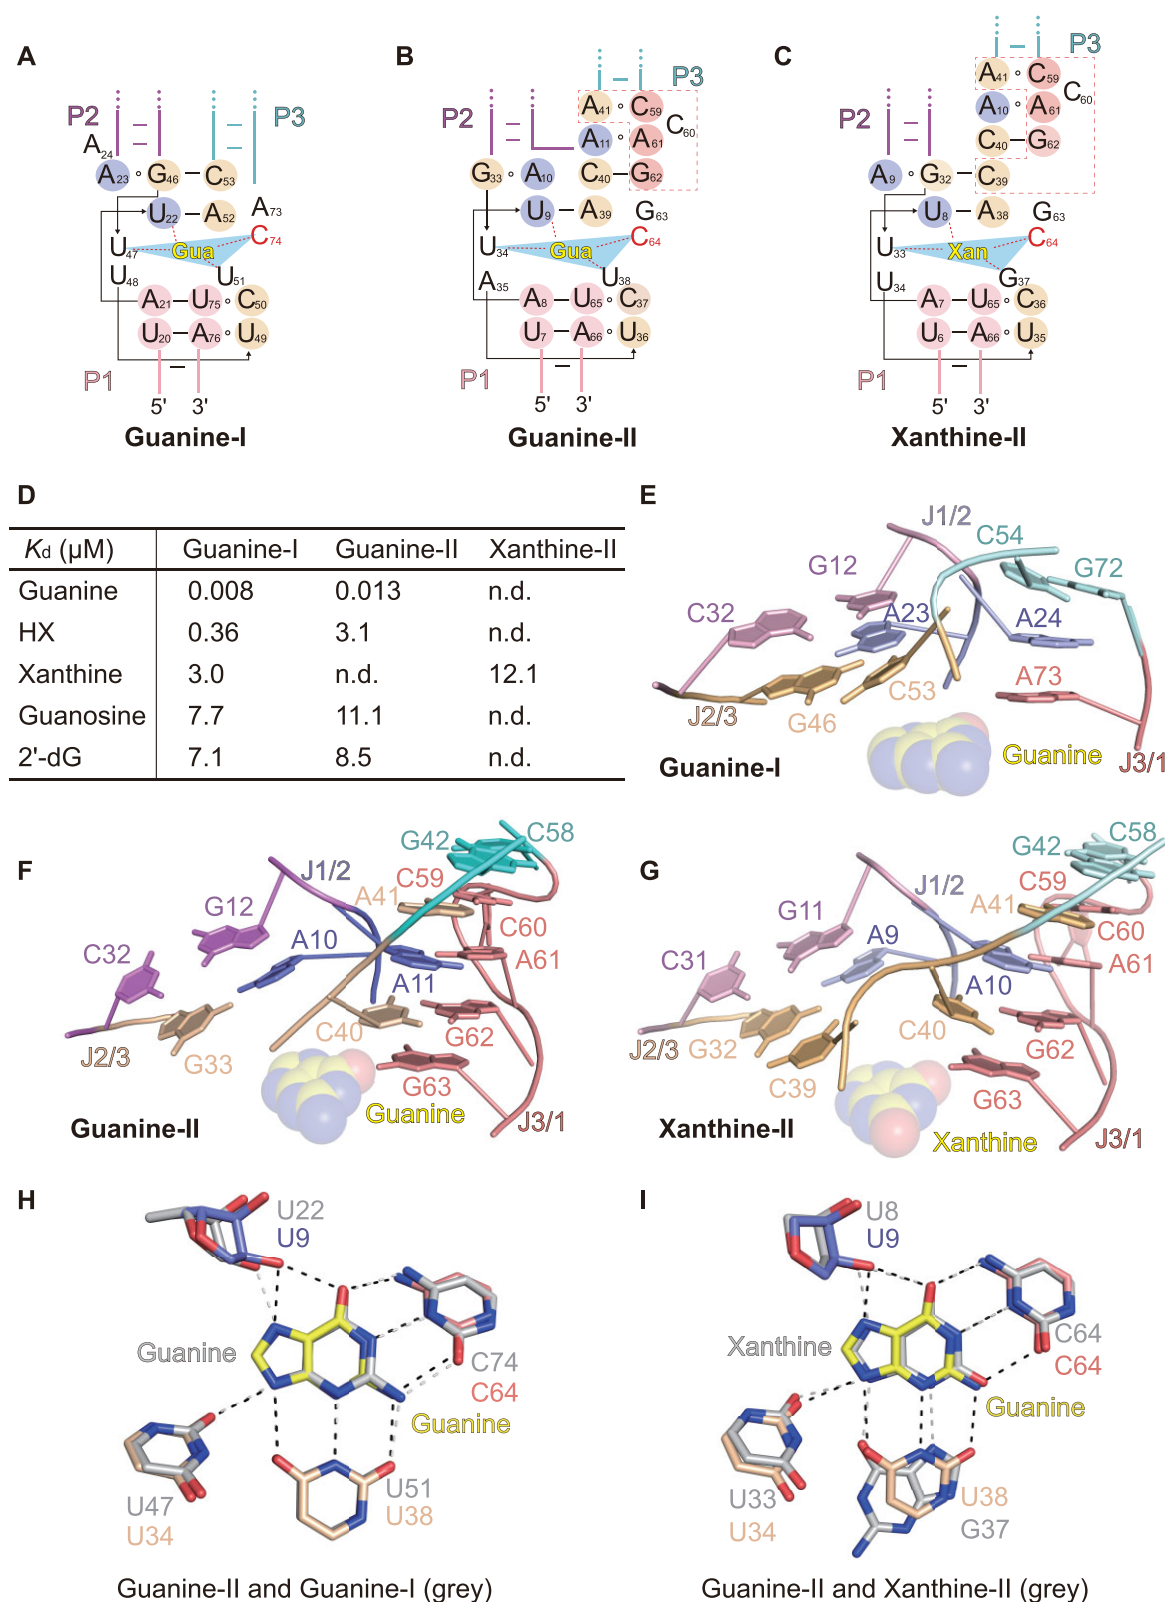 A
B
C
P2
P3
A24
A23 G46 C53
U22 A52 A73
C74
U47 Gua
U48 U51
A21 U75 C50
U20 A76 U49
P1
5' 3'
Guanine-I
P3
A41 C59
P2 C60
A11 A61
G33 A10 C40 G62
U9 A39 G63
C64
U34 Gua
A35 U38
A8 U65 C37
U7 A66 U36
P1
5' 3'
Guanine-II
P3
A41 C59
C60
P2 A10 A61
C40 G62
A9 G32 C39
U8 A38 G63
C64
U33 Xan
U34 G37
A7 U65 C36
U6 A66 U35
P1
5' 3'
Xanthine-II
D
Kd (µM) Guanine-I Guanine-II Xanthine-II
Guanine 0.008 0.013 n.d.
HX 0.36 3.1 n.d.
Xanthine 3.0 n.d. 12.1
Guanosine 7.7 11.1 n.d.
2'-dG 7.1 8.5 n.d.
E
J1/2
C54
G12 G72
C32 A23 A24
C53 A73
J2/3 G46
Guanine-I Guanine J3/1
F
G42 C58
J1/2 C59
A41
G12 C60
A10 A61
C32 A11
C40 G62
J2/3 G33
G63
Guanine
Guanine-II J3/1
G
C58
G42
J1/2 C59
A41
G11 C60
A9 A61
C31 A10
C40 G62
J2/3 G32
C39 G63
Xanthine-II Xanthine J3/1
H
U22
U9
Guanine
C74
C64
Guanine
U47 U51
U34 U38
Guanine-II and Guanine-I (grey)
I
U8
U9
Xanthine
C64
C64
Guanine
U33 U38
U34 G37
Guanine-II and Xanthine-II (grey)